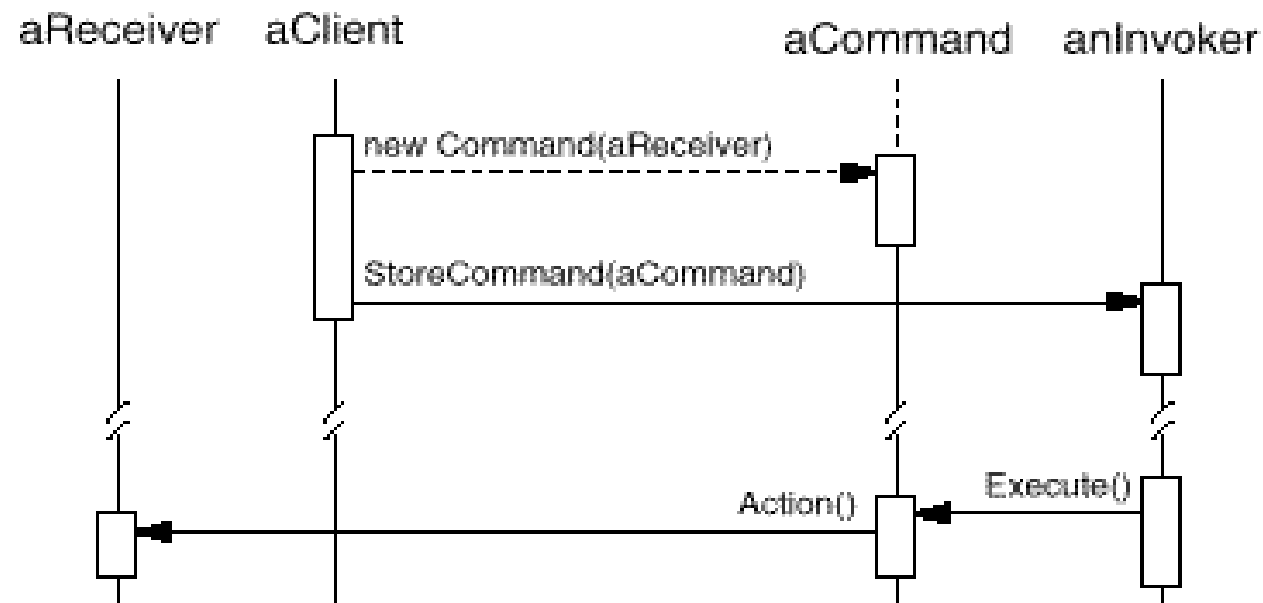 aReceiver
aClient
aCommand
anInvoker
new Command(aReceiver)
StoreCommand(aCommand)
Execute()
Action()